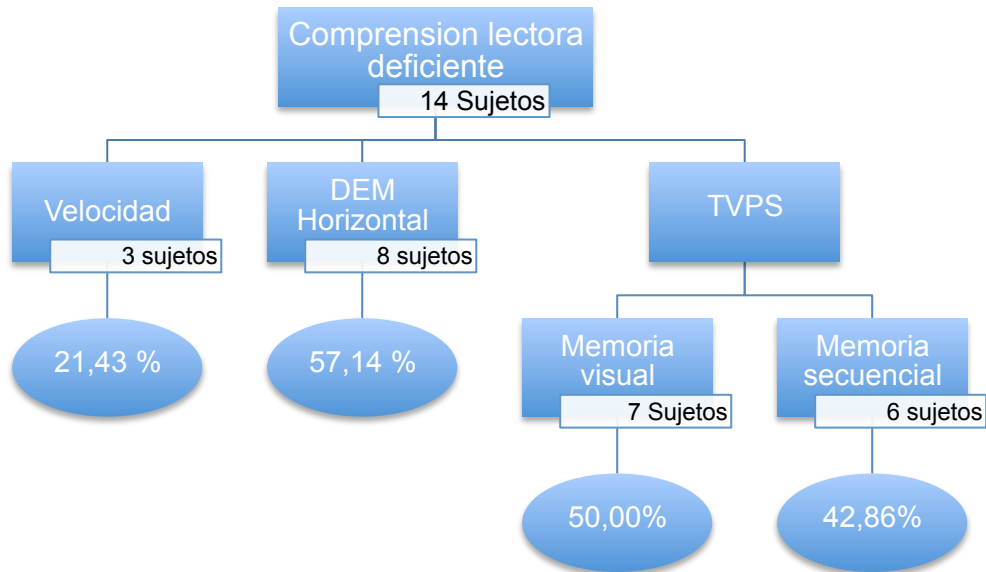 Comprension lectora
deficiente
14 Sujetos
Velocidad
3 sujetos
DEM
Horizontal
8 sujetos
TVPS
21,43 %
57,14 %
Memoria
visual
7 Sujetos
Memoria
secuencial
6 sujetos
50,00%
42,86%